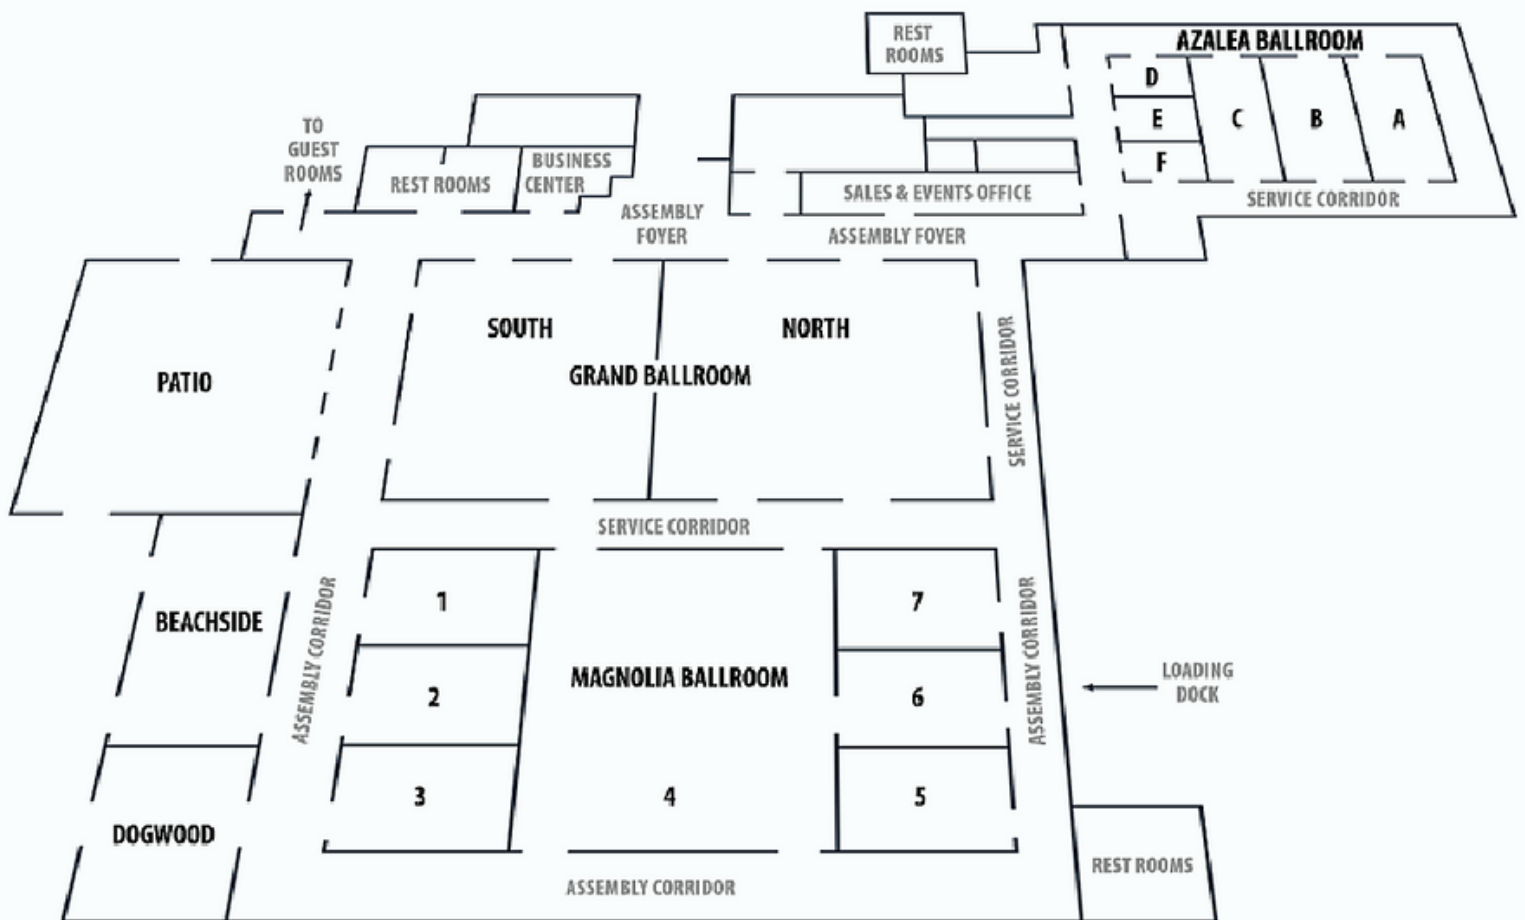 REST
ROOMS
AZALEA BALLROOM
D
E
F
C
B
A
SERVICE CORRIDOR
TO
GUEST
ROOMS
REST ROOMS
BUSINESS
CENTER
SALES & EVENTS OFFICE
ASSEMBLY
FOYER
ASSEMBLY FOYER
PATIO
SOUTH
NORTH
GRAND BALLROOM
SERVICE CORRIDOR
SERVICE CORRIDOR
BEACHSIDE
ASSEMBLY CORRIDOR
1
2
3
MAGNOLIA BALLROOM
4
7
6
5
ASSEMBLY CORRIDOR
LOADING
DOCK
DOGWOOD
ASSEMBLY CORRIDOR
REST ROOMS